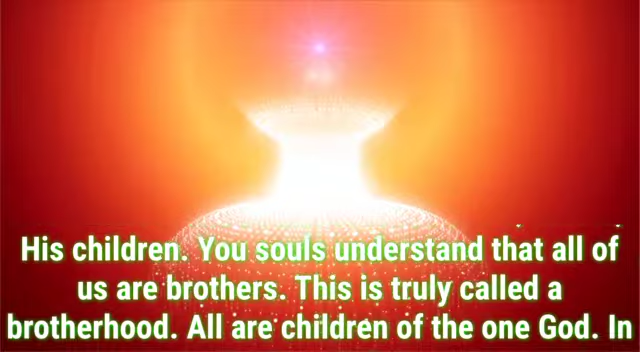 His children. You souls understand that all of
us are brothers. This is truly called a
brotherhood. All are children of the one God. In